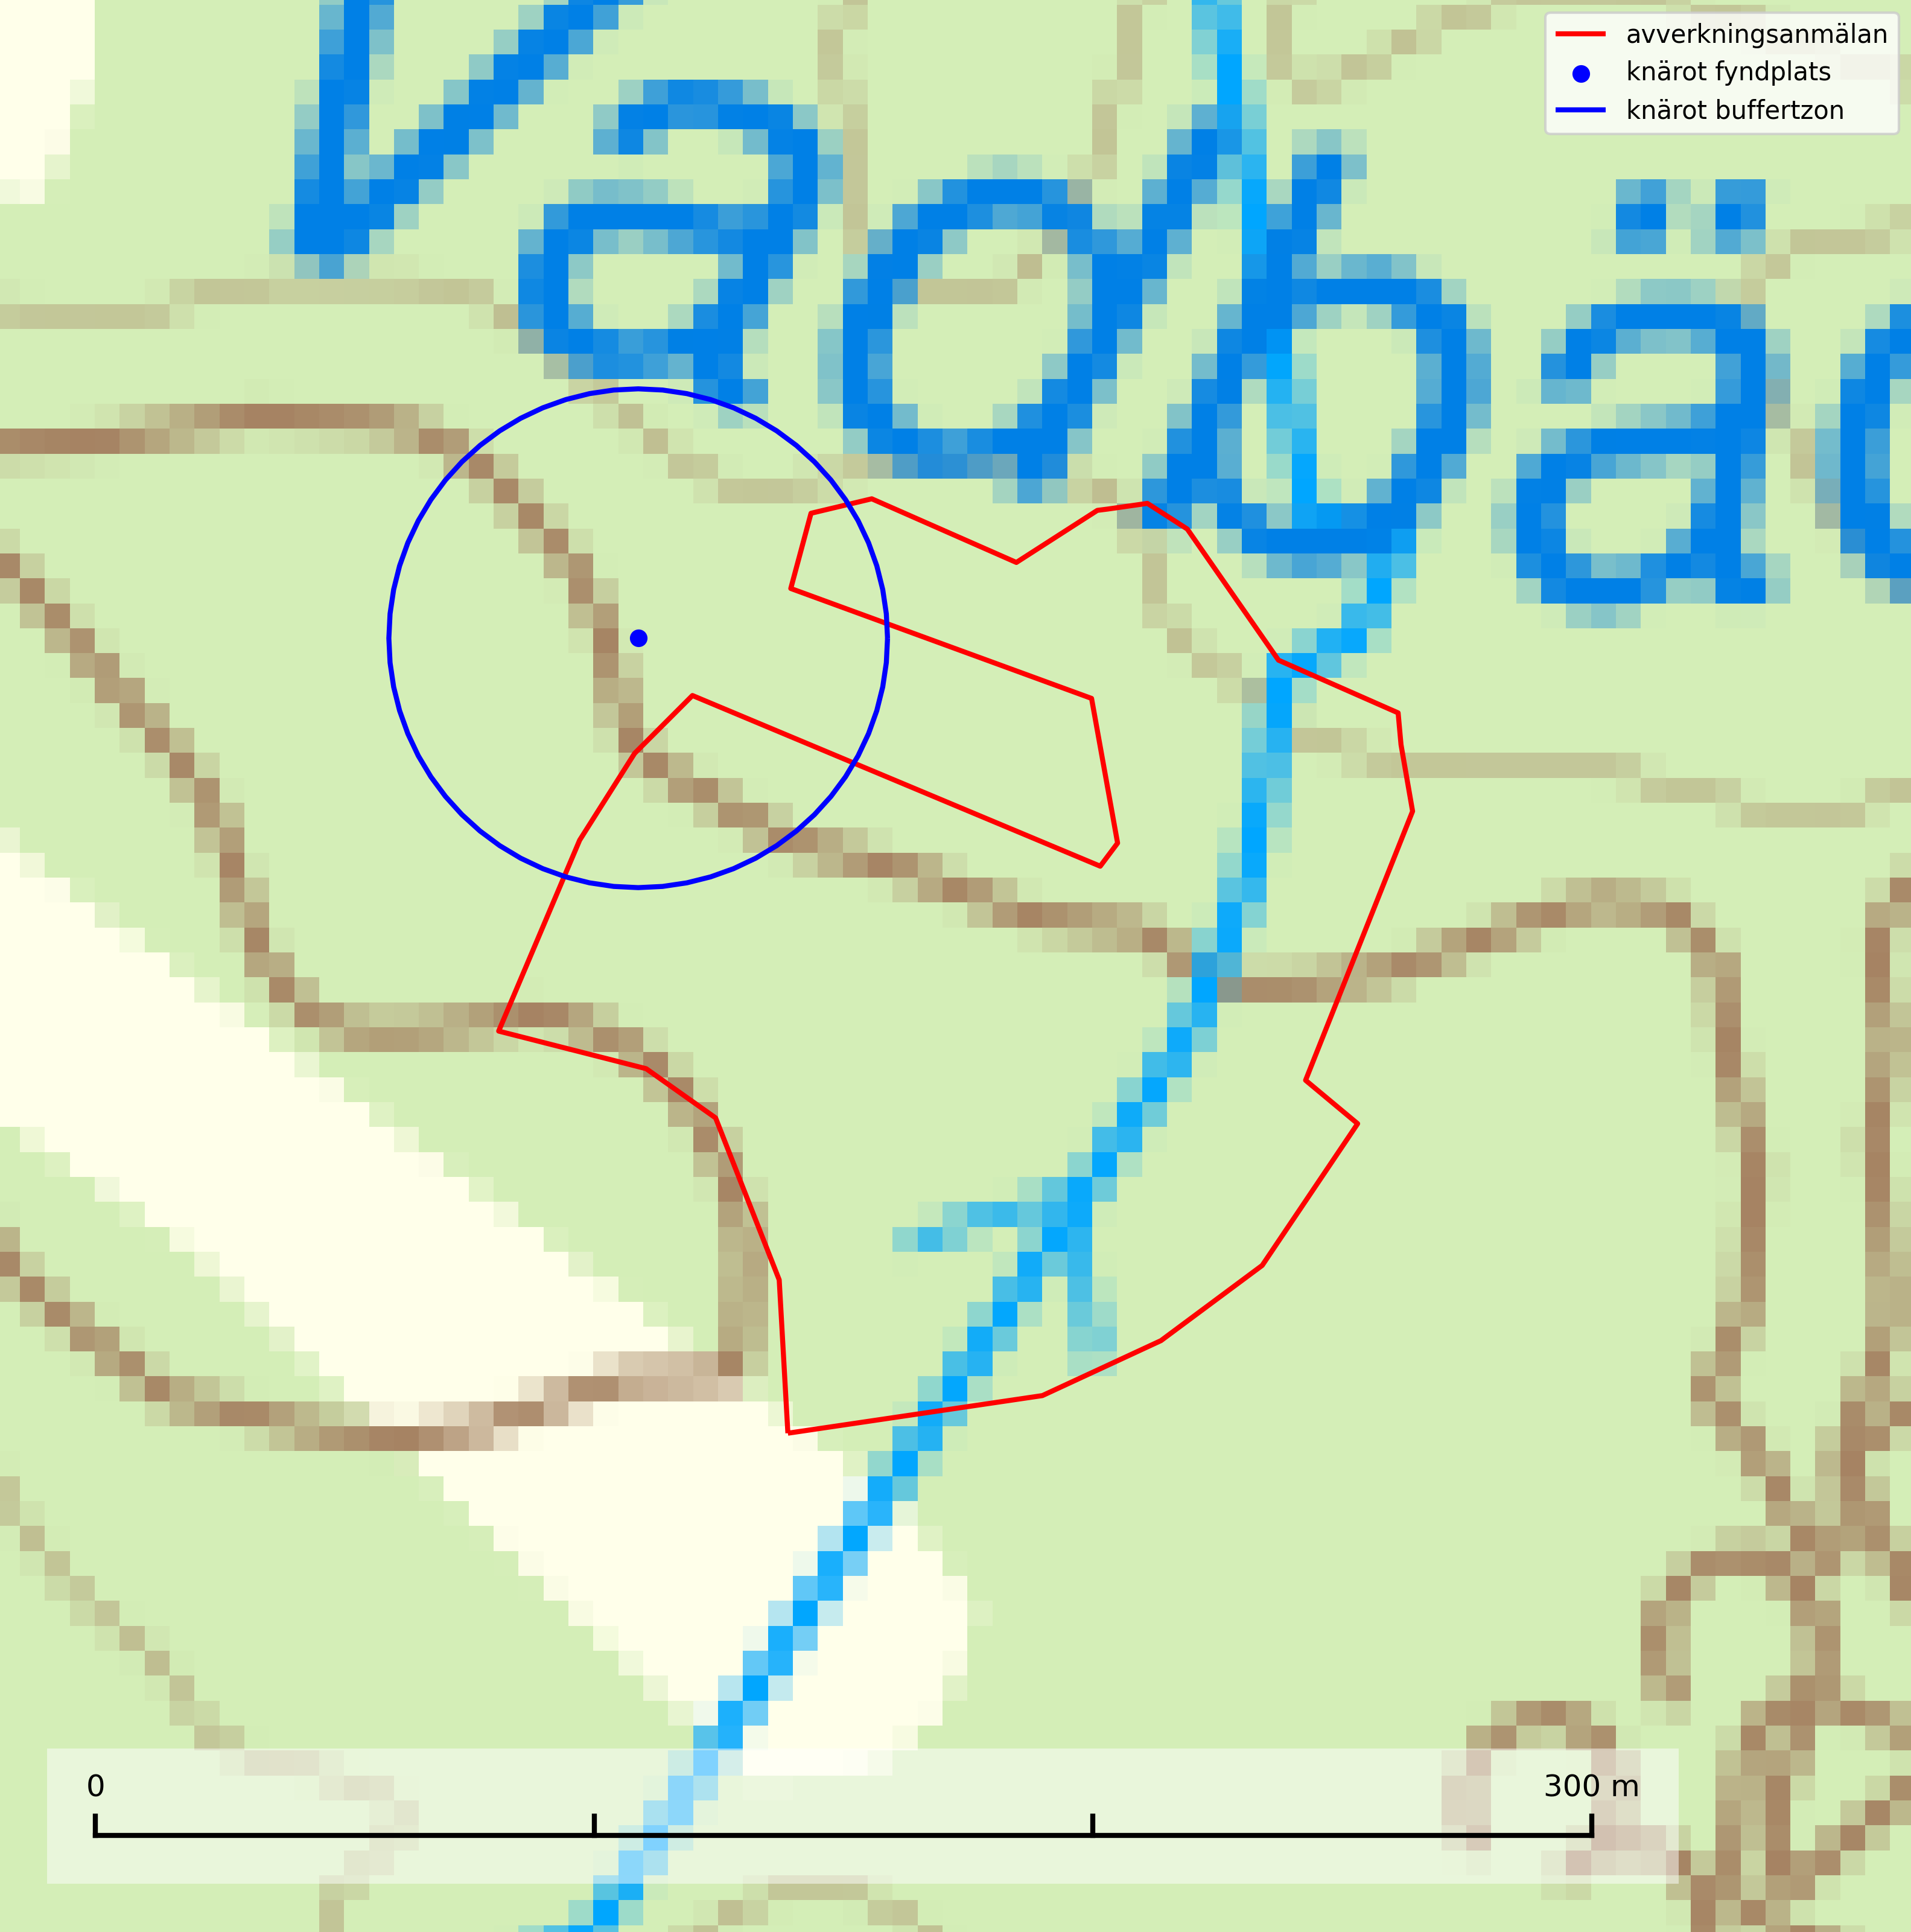 avverkningsanmälan
knärot fyndplats
knärot buffertzon
0
300 m